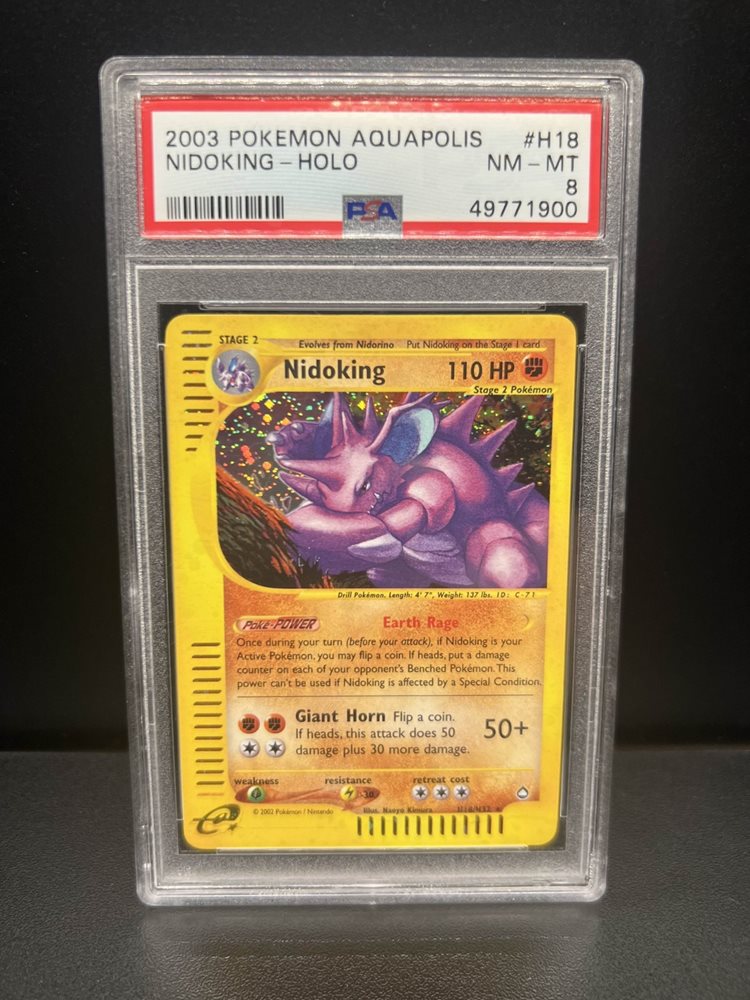 2003 POKEMON AQUAPOLIS #H18
NIDOKING - HOLO NM - MT
8
PSA 49771900
STAGE 2 Evolves from Nidorino Put Nidoking on the Stage 1 card
Nidoking 110 HP
Stage 2 Pokémon
Drill Pokémon. Length: 4' 7", Weight: 137 lbs. ID: C-71
Poké-POWER Earth Rage
Once during your turn (before your attack), if Nidoking is your
Active Pokémon, you may flip a coin. If heads, put a damage
counter on each of your opponent's Benched Pokémon. This
power can't be used if Nidoking is affected by a Special Condition.
Giant Horn Flip a coin.
If heads, this attack does 50
damage plus 30 more damage.
50+
weakness resistance retreat cost
-30
e
© 2002 Pokémon / Nintendo Illus. Naoyo Kimura H18/H32